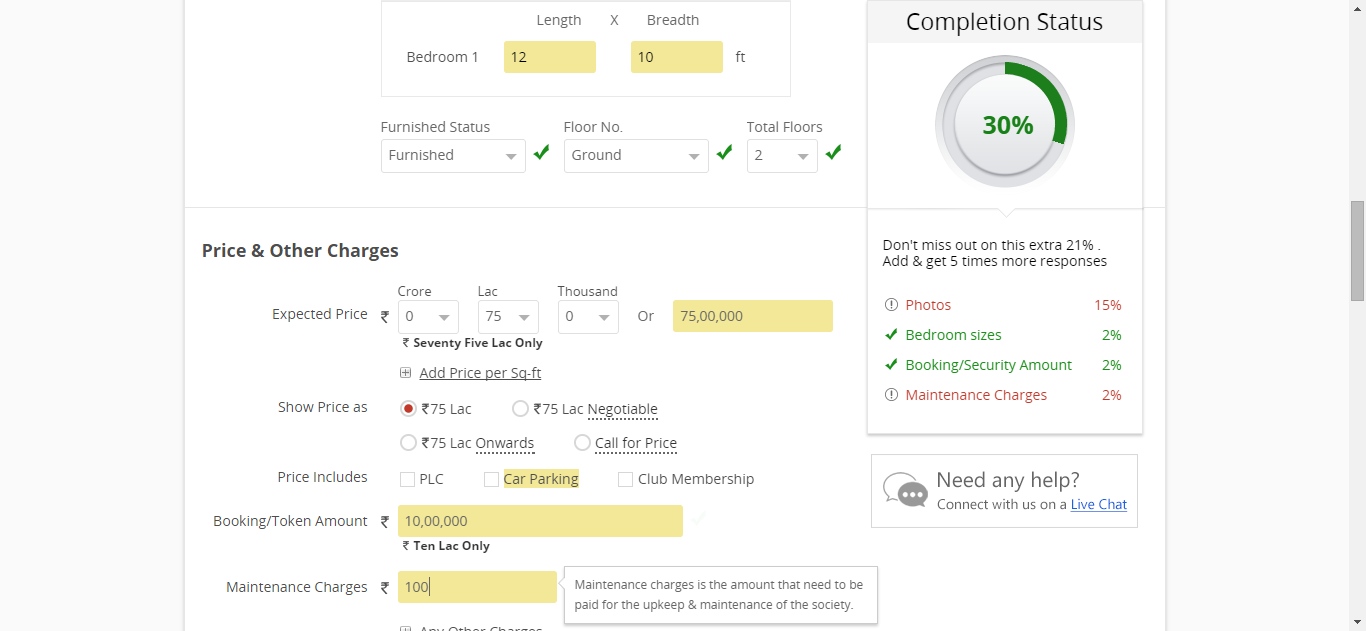 Length X Breadth
Bedroom 1 12 10 ft
Furnished Status Floor No. Total Floors
Furnished Ground 2
Price & Other Charges
Crore Lac Thousand
Expected Price ₹ 0 75 0 Or 75,00,000
₹ Seventy Five Lac Only
Add Price per Sq-ft
Show Price as ₹75 Lac ₹75 Lac Negotiable
₹75 Lac Onwards Call for Price
Price Includes PLC Car Parking Club Membership
Booking/Token Amount ₹ 10,00,000
₹ Ten Lac Only
Maintenance Charges ₹ 100
Maintenance charges is the amount that need to be
paid for the upkeep & maintenance of the society.
Any Other Charges
Completion Status
30%
Don't miss out on this extra 21% .
Add & get 5 times more responses
Photos 15%
Bedroom sizes 2%
Booking/Security Amount 2%
Maintenance Charges 2%
Need any help?
Connect with us on a Live Chat